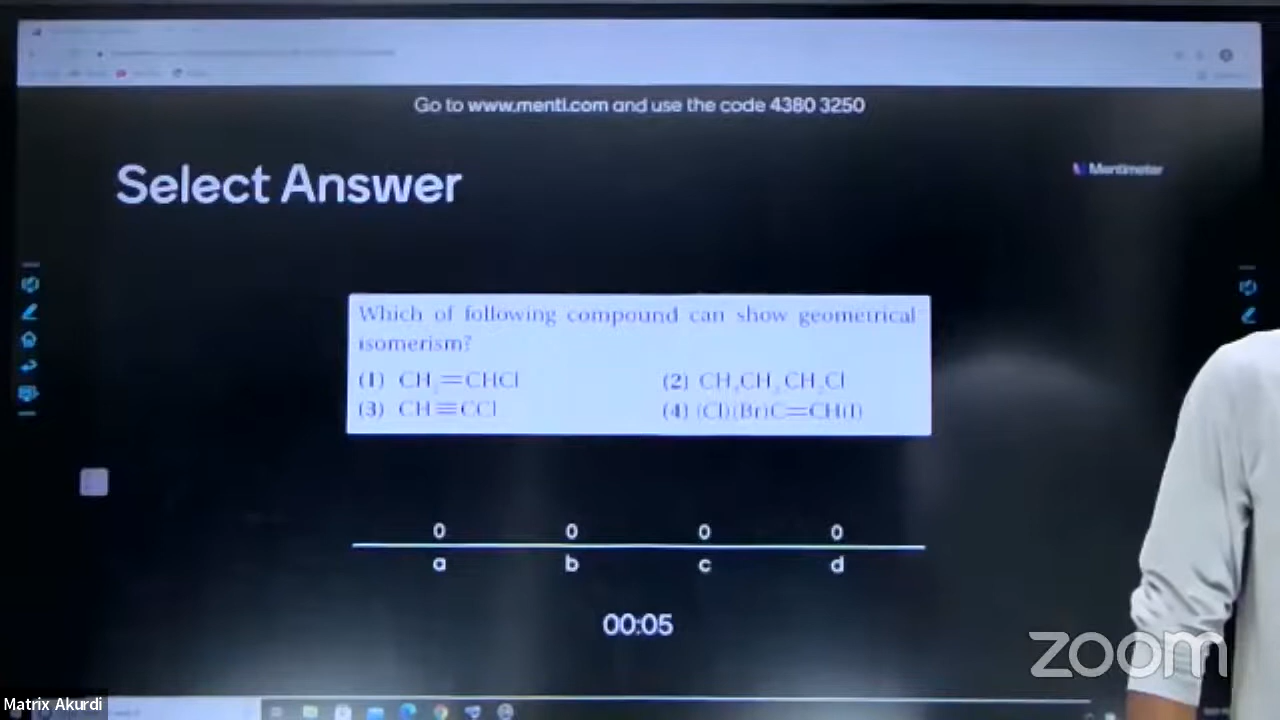 Go to www.menti.com and use the code 4380 3250
Select Answer
Mentimeter
Which of following compound can show geometrical
isomerism?
(1) CH₂=CHCl (2) CH₃CH₂CH₂Cl
(3) CH≡CCl (4) (Cl)(Br)C=CH(I)
0 0 0 0
a b c d
00:05
zoom
Matrix Akurdi